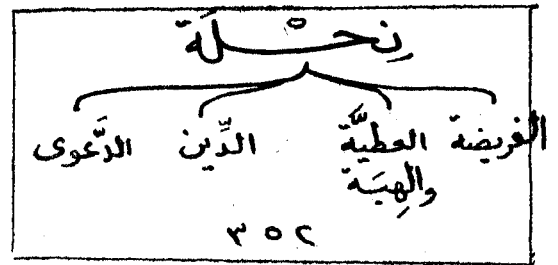 نِحْلَة
الفريضة العطيَّة الدِّين الدَّعوى
والهِبَة
٣٥٢